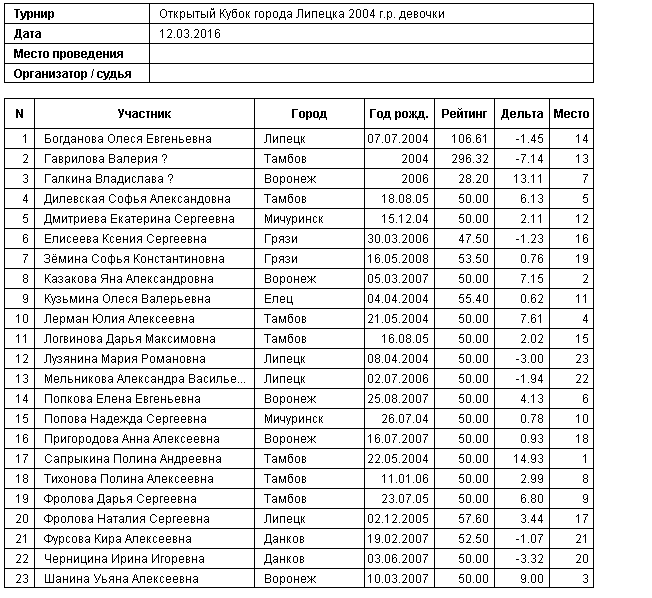 Турнир Открытый Кубок города Липецка 2004 г.р. девочки
Дата 12.03.2016
Место проведения
Организатор / судья
N Участник Город Год рожд. Рейтинг Дельта Место
1 Богданова Олеся Евгеньевна Липецк 07.07.2004 106.61 -1.45 14
2 Гаврилова Валерия ? Тамбов 2004 296.32 -7.14 13
3 Галкина Владислава ? Воронеж 2006 28.20 13.11 7
4 Дилевская Софья Александовна Тамбов 18.08.05 50.00 6.13 5
5 Дмитриева Екатерина Сергеевна Мичуринск 15.12.04 50.00 2.11 12
6 Елисеева Ксения Сергеевна Грязи 30.03.2006 47.50 -1.23 16
7 Зёмина Софья Константиновна Грязи 16.05.2008 53.50 0.76 19
8 Казакова Яна Александровна Воронеж 05.03.2007 50.00 7.15 2
9 Кузьмина Олеся Валерьевна Елец 04.04.2004 55.40 0.62 11
10 Лерман Юлия Алексеевна Тамбов 21.05.2004 50.00 7.61 4
11 Логвинова Дарья Максимовна Тамбов 16.08.05 50.00 2.02 15
12 Лузянина Мария Романовна Липецк 08.04.2004 50.00 -3.00 23
13 Мельникова Александра Василье... Липецк 02.07.2006 50.00 -1.94 22
14 Попкова Елена Евгеньевна Воронеж 25.08.2007 50.00 4.13 6
15 Попова Надежда Сергеевна Мичуринск 26.07.04 50.00 0.78 10
16 Пригородова Анна Алексеевна Воронеж 16.07.2007 50.00 0.93 18
17 Сапрыкина Полина Андреевна Тамбов 22.05.2004 50.00 14.93 1
18 Тихонова Полина Алексеевна Тамбов 11.01.06 50.00 2.99 8
19 Фролова Дарья Сергеевна Тамбов 23.07.05 50.00 6.80 9
20 Фролова Наталия Сергеевна Липецк 02.12.2005 57.60 3.44 17
21 Фурсова Кира Алексеевна Данков 19.02.2007 52.50 -1.07 21
22 Черницина Ирина Игоревна Данков 03.06.2007 50.00 -3.32 20
23 Шанина Уьяна Алексеевна Воронеж 10.03.2007 50.00 9.00 3